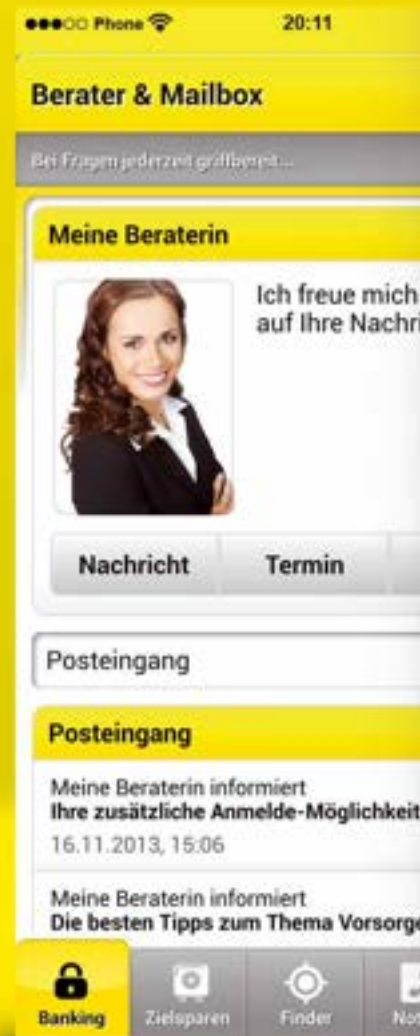 Phone 20:11
Berater & Mailbox
Bei Fragen jederzeit griffbereit...
Meine Beraterin
Ich freue mich
auf Ihre Nachri
Nachricht Termin
Posteingang
Posteingang
Meine Beraterin informiert
Ihre zusätzliche Anmelde-Möglichkeit
16.11.2013, 15:06
Meine Beraterin informiert
Die besten Tipps zum Thema Vorsorge
Banking Zielsparen Finder